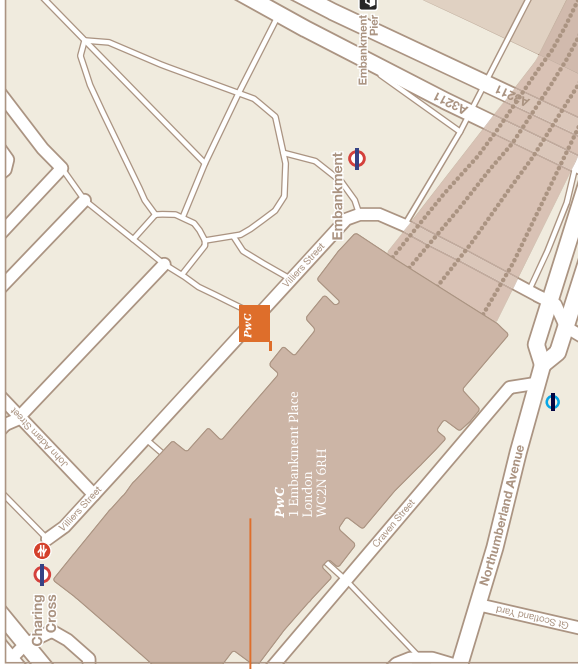 Embankment
Pier
A3211
A3211
Embankment
Villiers Street
PwC
PwC
1 Embankment Place
London
WC2N 6RH
John Adam Street
Villiers Street
Craven Street
Northumberland Avenue
Gt Scotland Yard
Charing
Cross